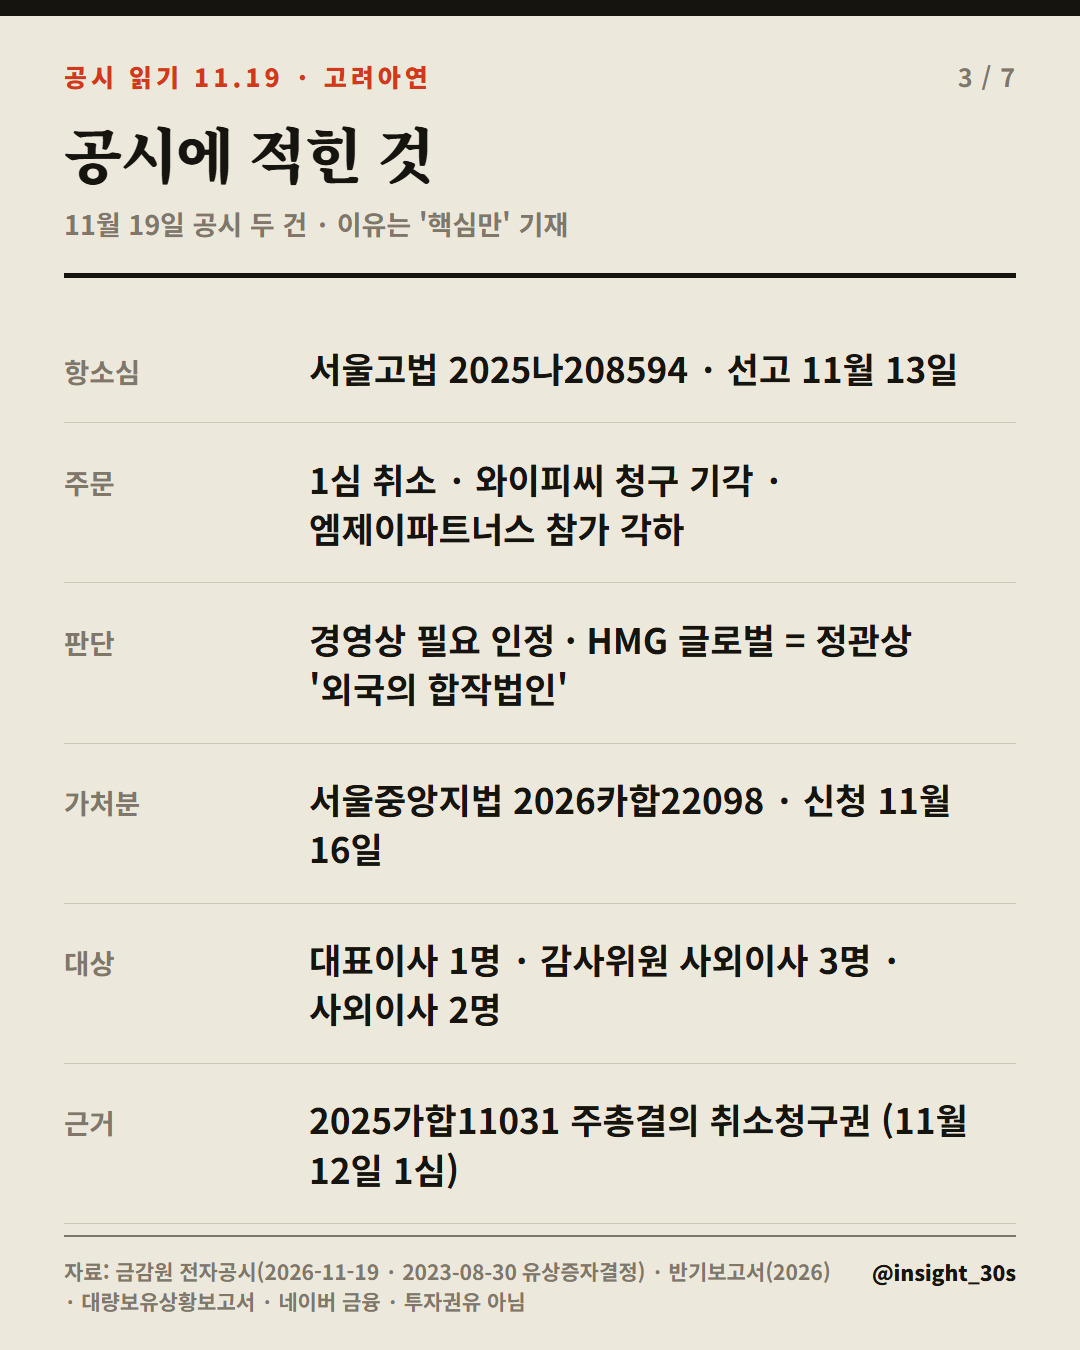 공시 읽기 11.19 · 고려아연
3 / 7
공시에 적힌 것
11월 19일 공시 두 건 · 이유는 '핵심만' 기재
항소심
서울고법 2025나208594 · 선고 11월 13일
주문
1심 취소 · 와이피씨 청구 기각 ·
엠제이파트너스 참가 각하
판단
경영상 필요 인정 · HMG 글로벌 = 정관상
'외국의 합작법인'
가처분
서울중앙지법 2026카합22098 · 신청 11월
16일
대상
대표이사 1명 · 감사위원 사외이사 3명 ·
사외이사 2명
근거
2025가합11031 주총결의 취소청구권 (11월
12일 1심)
자료: 금감원 전자공시(2026-11-19 · 2023-08-30 유상증자결정) · 반기보고서(2026)
· 대량보유상황보고서 · 네이버 금융 · 투자권유 아님
@insight_30s